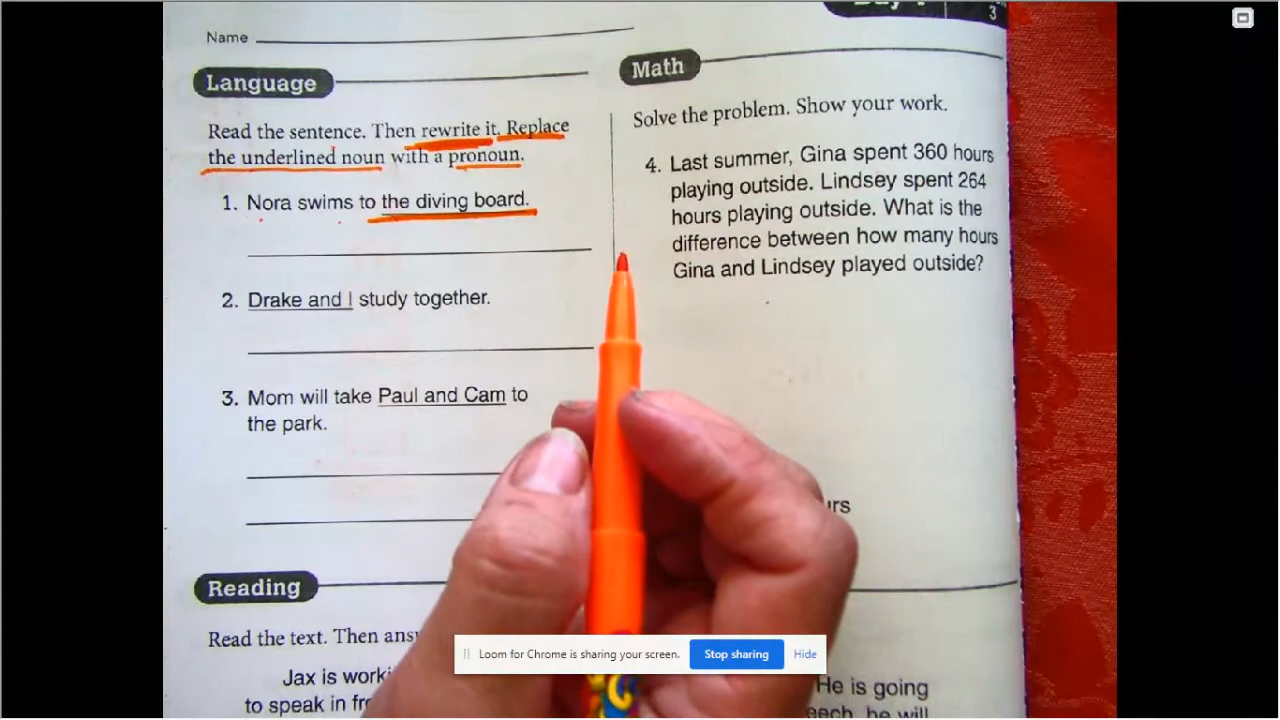 3
Name
Language
Read the sentence. Then rewrite it. Replace
the underlined noun with a pronoun.
1. Nora swims to the diving board.
2. Drake and I study together.
3. Mom will take Paul and Cam to
the park.
Reading
Read the text. Then
Jax is
to speak in
Math
Solve the problem. Show your work.
4. Last summer, Gina spent 360 hours
playing outside. Lindsey spent 264
hours playing outside. What is the
difference between how many hours
Gina and Lindsey played outside?
He is going
he will
Loom for Chrome is sharing your screen.
Stop sharing
Hide